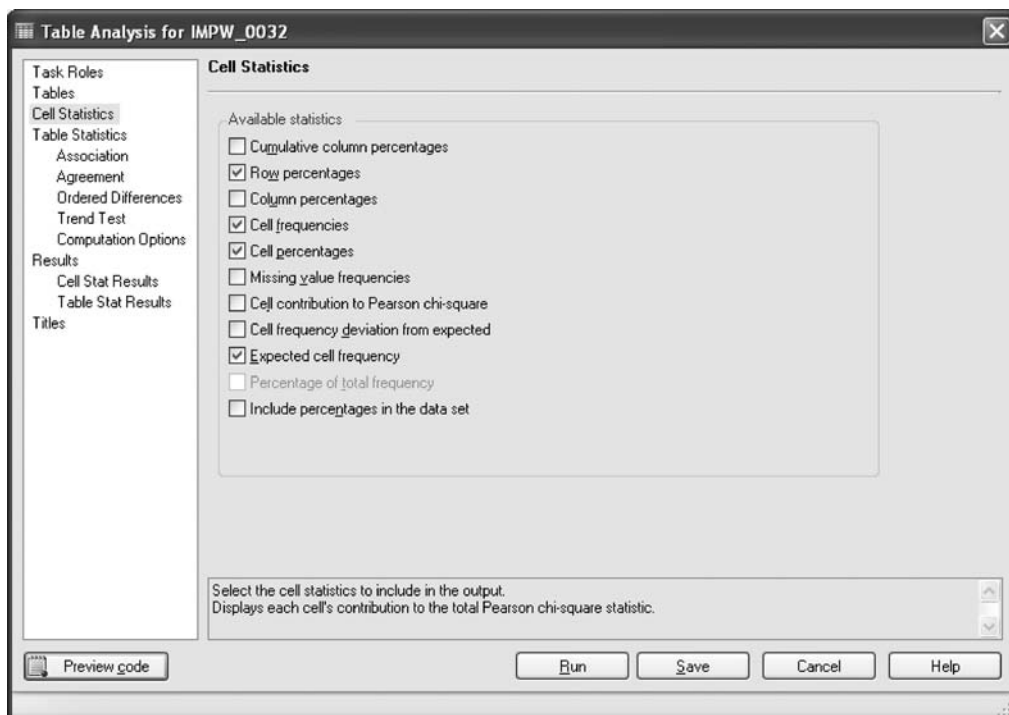 Table Analysis for IMPW_0032
Task Roles
Tables
Cell Statistics
Table Statistics
Association
Agreement
Ordered Differences
Trend Test
Computation Options
Results
Cell Stat Results
Table Stat Results
Titles
Cell Statistics
Available statistics
Cumulative column percentages
Row percentages
Column percentages
Cell frequencies
Cell percentages
Missing value frequencies
Cell contribution to Pearson chi-square
Cell frequency deviation from expected
Expected cell frequency
Percentage of total frequency
Include percentages in the data set
Select the cell statistics to include in the output.
Displays each cell's contribution to the total Pearson chi-square statistic.
Preview code
Run
Save
Cancel
Help